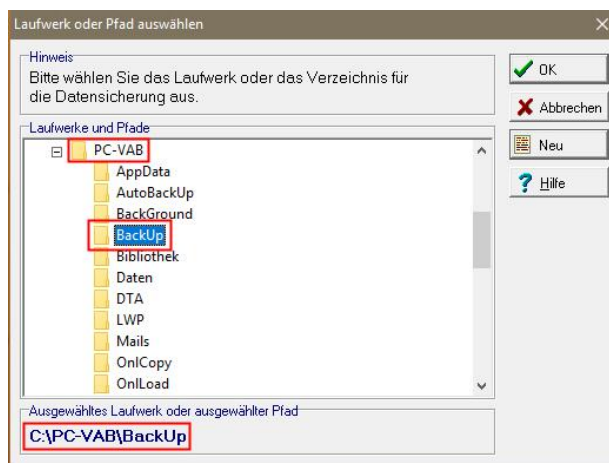 Laufwerk oder Pfad auswählen
Hinweis
Bitte wählen Sie das Laufwerk oder das Verzeichnis für
die Datensicherung aus.
OK
Abbrechen
Neu
Hilfe
Laufwerke und Pfade
PC-VAB
AppData
AutoBackUp
BackGround
BackUp
Bibliothek
Daten
DTA
LWP
Mails
OnlCopy
OnlLoad
Ausgewähltes Laufwerk oder ausgewählter Pfad
C:\PC-VAB\BackUp